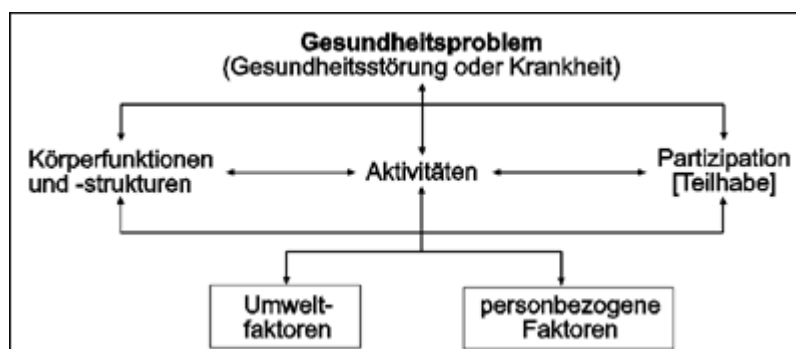 Gesundheitsproblem
(Gesundheitsstörung oder Krankheit)
Körperfunktionen
und -strukturen
Aktivitäten
Partizipation
[Teilhabe]
Umwelt-
faktoren
personbezogene
Faktoren